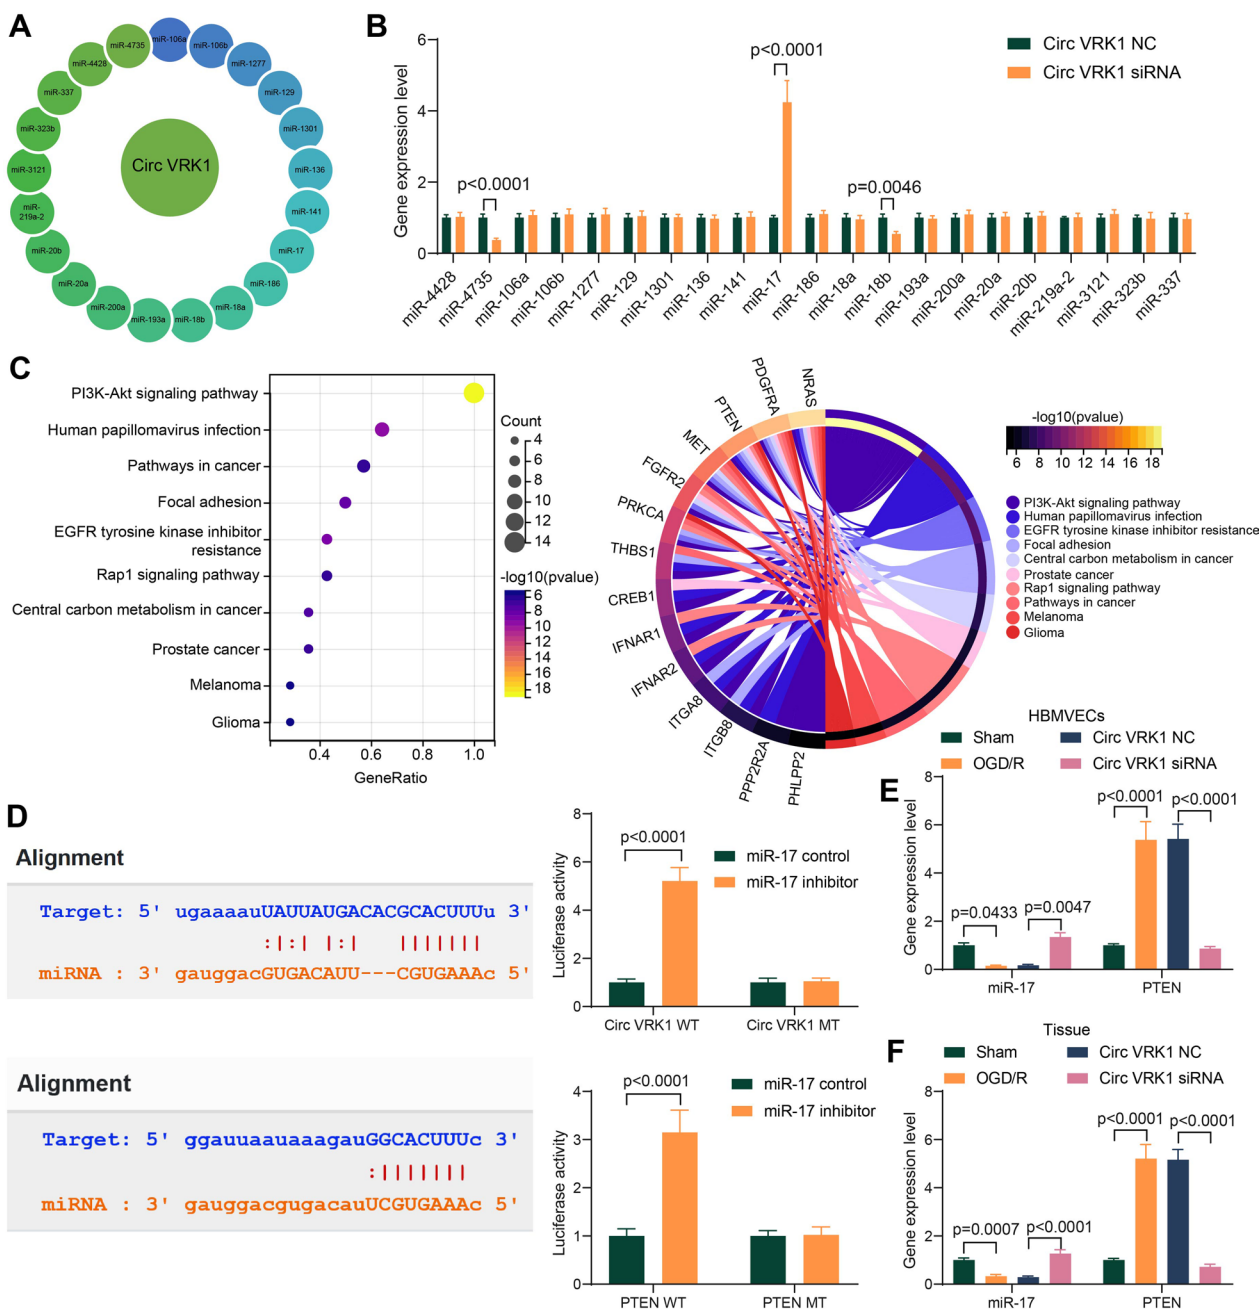 A
miR-106a
miR-106b
miR-1277
miR-129
miR-1301
miR-136
miR-141
miR-17
miR-186
miR-18a
miR-18b
miR-193a
miR-200a
miR-20a
miR-20b
miR-
219a-2
miR-3121
miR-323b
miR-337
miR-4428
miR-4735
Circ VRK1
B
Gene expression level
6
4
2
0
p<0.0001
p<0.0001
p=0.0046
Circ VRK1 NC
Circ VRK1 siRNA
miR-4428
miR-4735
miR-106a
miR-106b
miR-1277
miR-129
miR-1301
miR-136
miR-141
miR-17
miR-186
miR-18a
miR-18b
miR-193a
miR-200a
miR-20a
miR-20b
miR-219a-2
miR-3121
miR-323b
miR-337
C
PI3K-Akt signaling pathway
Human papillomavirus infection
Pathways in cancer
Focal adhesion
EGFR tyrosine kinase inhibitor
resistance
Rap1 signaling pathway
Central carbon metabolism in cancer
Prostate cancer
Melanoma
Glioma
0.4 0.6 0.8 1.0
GeneRatio
Count
4
6
8
10
12
14
-log10(pvalue)
6
8
10
12
14
16
18
NRAS
PDGFRA
PTEN
MET
FGFR2
PRKCA
THBS1
CREB1
IFNAR1
IFNAR2
ITGA8
ITGB8
PPP2R2A
PHLPP2
-log10(pvalue)
6 8 10 12 14 16 18
PI3K-Akt signaling pathway
Human papillomavirus infection
EGFR tyrosine kinase inhibitor resistance
Focal adhesion
Central carbon metabolism in cancer
Prostate cancer
Rap1 signaling pathway
Pathways in cancer
Melanoma
Glioma
D
Alignment
Target: 5' ugaaaauUAUUAUGACACGCACUUUu 3'
:|:| |:| |||||||
miRNA : 3' gauggacGUGACAUU---CGUGAAAc 5'
Alignment
Target: 5' ggauuaauaaagauGGCACUUUc 3'
:|||||||
miRNA : 3' gauggacgugacauUCGUGAAAc 5'
Luciferase activity
8
6
4
2
0
p<0.0001
miR-17 control
miR-17 inhibitor
Circ VRK1 WT
Circ VRK1 MT
Luciferase activity
4
3
2
1
0
p<0.0001
miR-17 control
miR-17 inhibitor
PTEN WT
PTEN MT
E
HBMVECs
Sham
Circ VRK1 NC
OGD/R
Circ VRK1 siRNA
Gene expression level
8
6
4
2
0
p=0.0433
p=0.0047
p<0.0001
p<0.0001
miR-17
PTEN
F
Tissue
Sham
Circ VRK1 NC
OGD/R
Circ VRK1 siRNA
Gene expression level
8
6
4
2
0
p=0.0007
p<0.0001
p<0.0001
p<0.0001
miR-17
PTEN